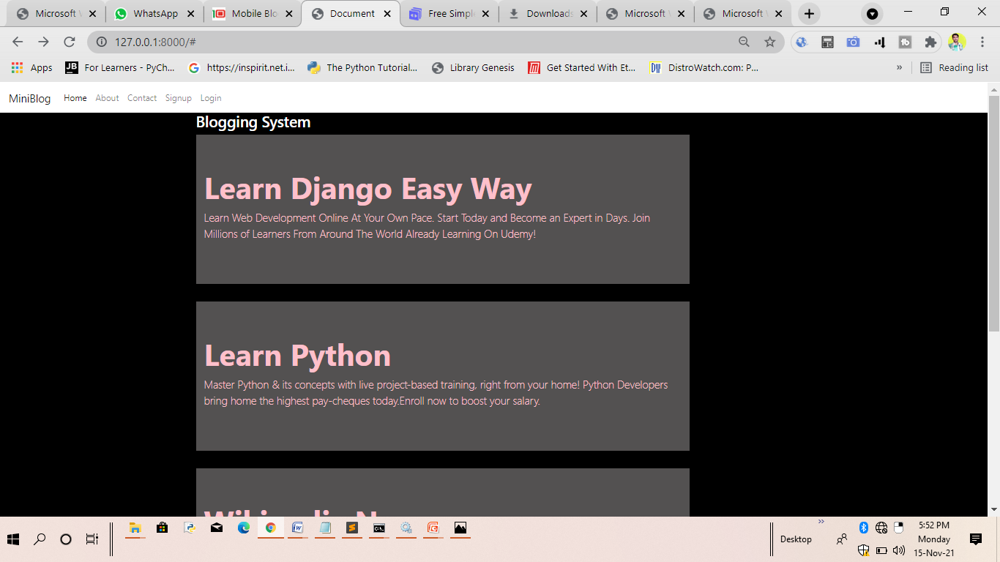 Microsoft
WhatsApp
Mobile Blo
Document
Free Simple
Downloads
Microsoft
Microsoft
127.0.0.1:8000/#
Apps
For Learners - PyCh...
https://inspirit.net.i...
The Python Tutorial...
Library Genesis
Get Started With Et...
DistroWatch.com: P...
»
Reading list
MiniBlog
Home
About
Contact
Signup
Login
Blogging System
Learn Django Easy Way
Learn Web Development Online At Your Own Pace. Start Today and Become an Expert in Days. Join
Millions of Learners From Around The World Already Learning On Udemy!
Learn Python
Master Python & its concepts with live project-based training, right from your home! Python Developers
bring home the highest pay-cheques today.Enroll now to boost your salary.
Desktop
5:52 PM
Monday
15-Nov-21